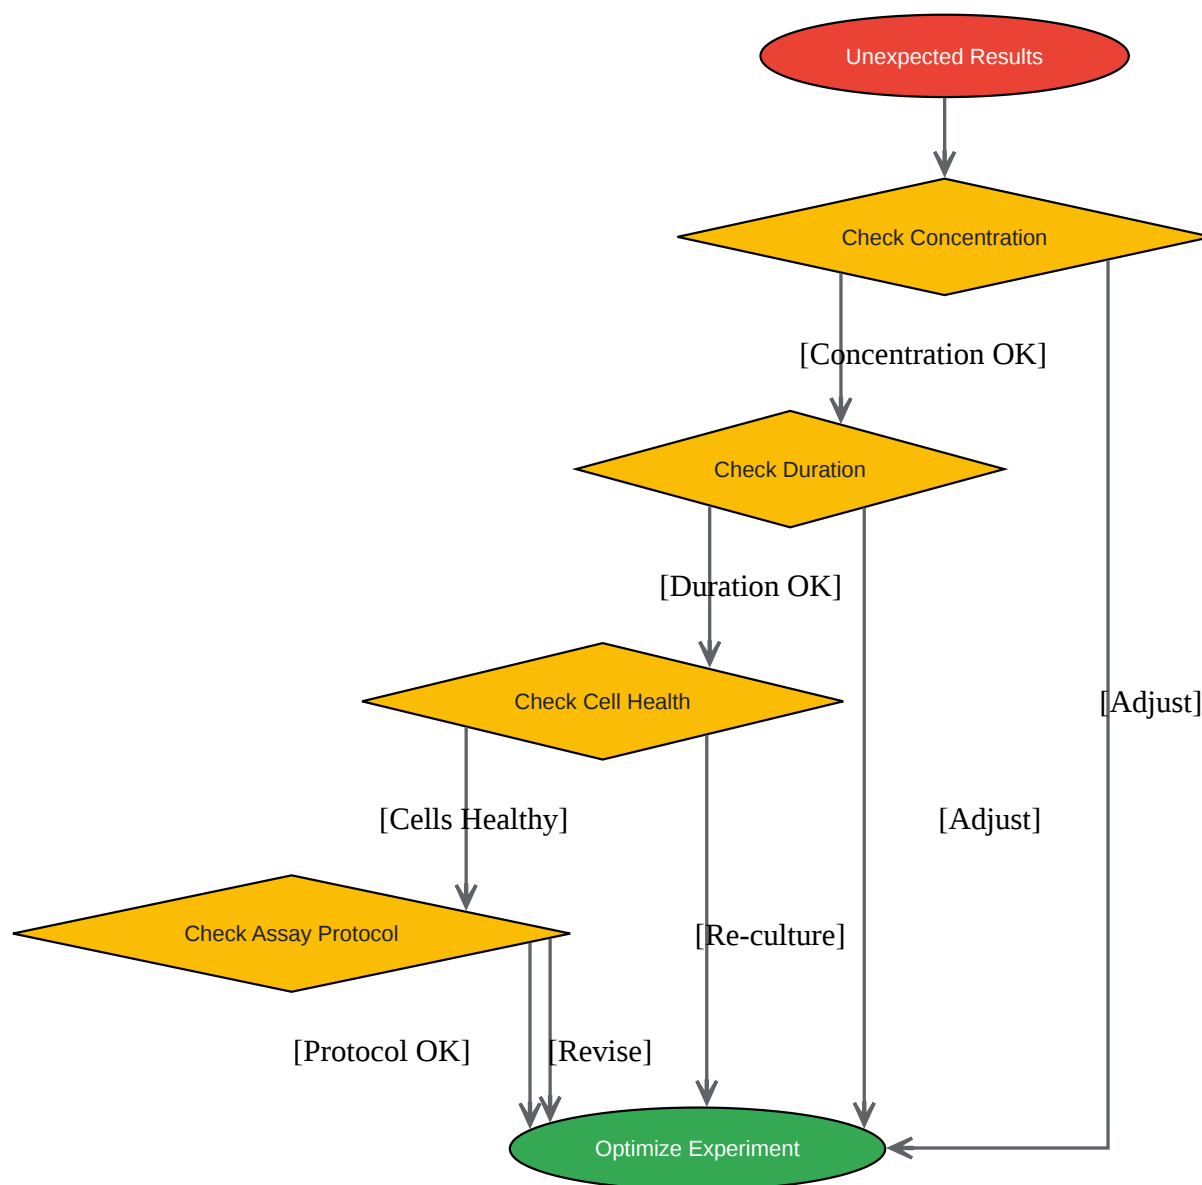 Unexpected Results
Check Concentration
[Concentration OK]
Check Duration
[Duration OK]
Check Cell Health
[Adjust]
[Cells Healthy]
[Adjust]
Check Assay Protocol
[Re-culture]
[Protocol OK]
[Revise]
Optimize Experiment